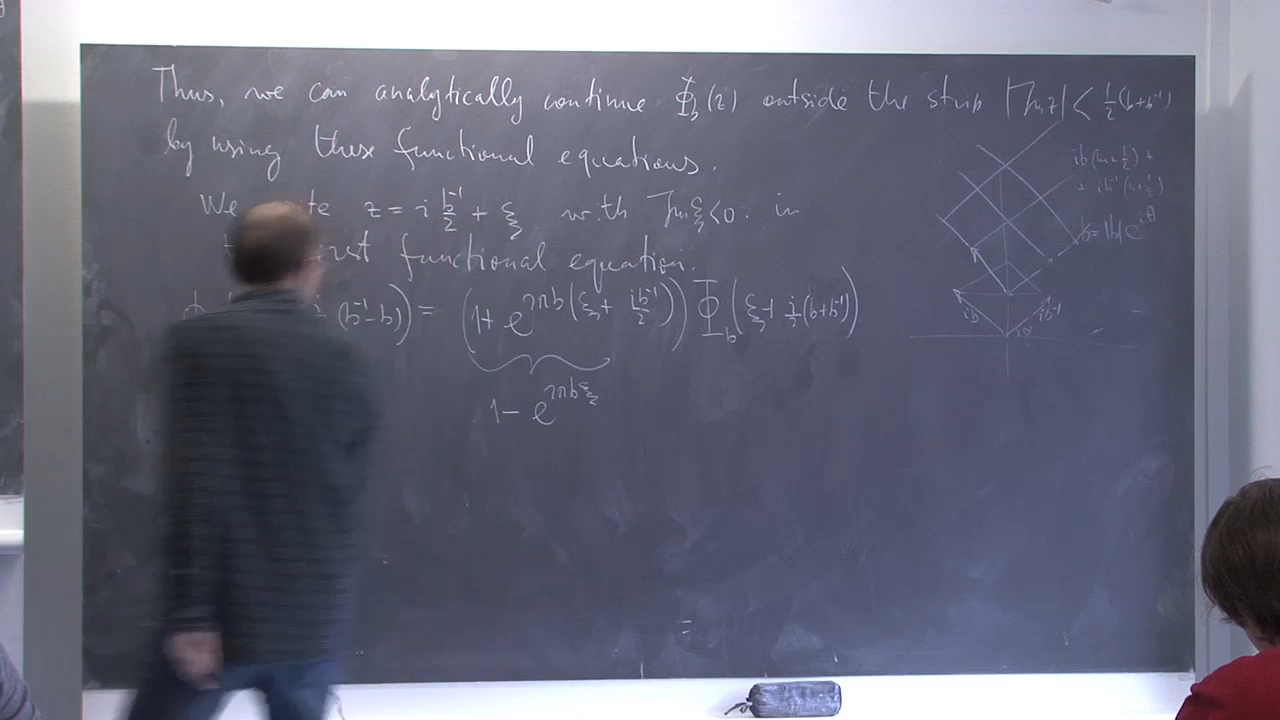 Thus, we can analytically continue Φ_b(z) outside the strip |Im z| < 1/2 (b+b⁻¹)
by using these functional equations.
We z = i b⁻¹/2 + ξ with Im ξ<0. in
functional equation.
(b⁻¹-b)) = (1+ e^{2πb(ξ+ ib⁻¹/2)}) Φ_b(ξ+ i/2(b+b⁻¹))
1- e^{2πbξ}
ib(m+1/2) +
+ ib⁻¹(n+1/2)
b=|b|e^{iθ}
ib
ib⁻¹
=